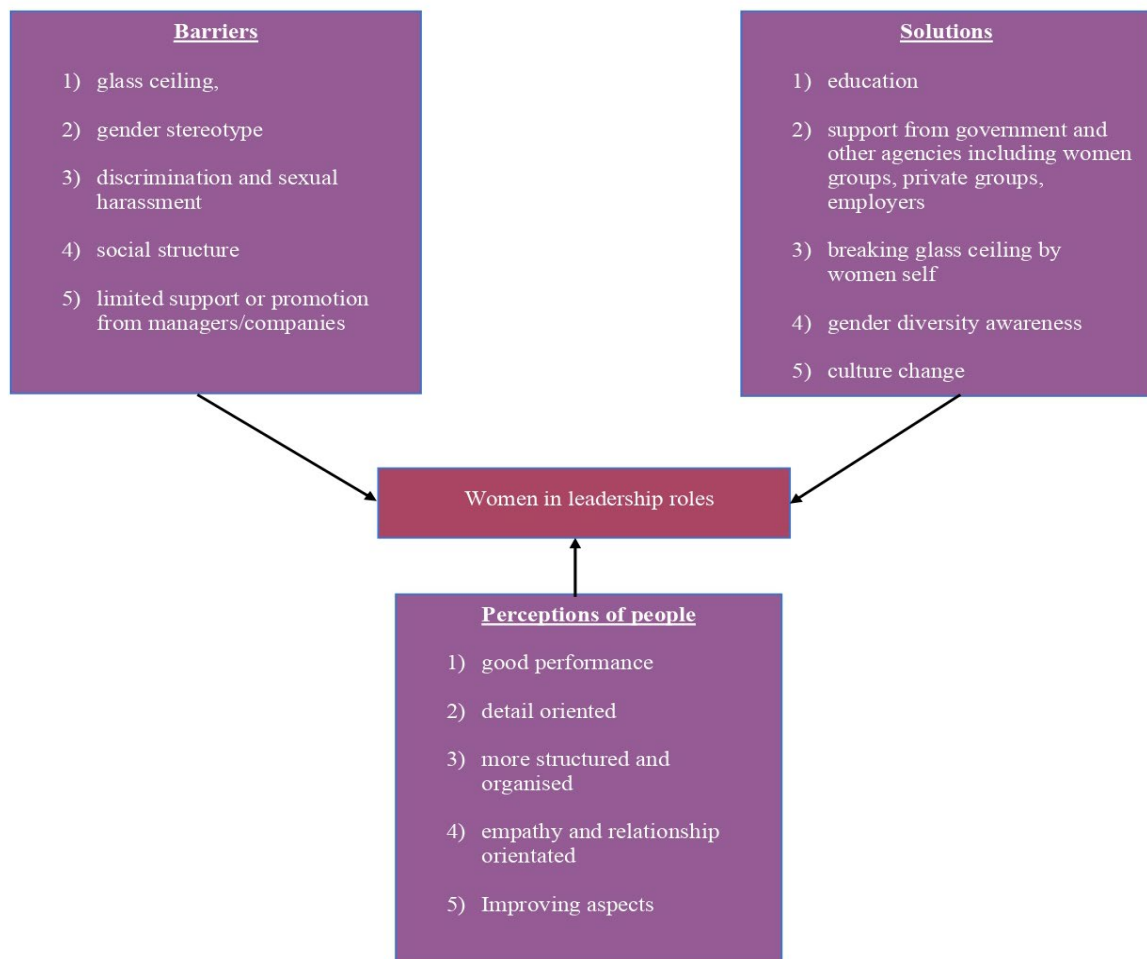 Barriers
1) glass ceiling,
2) gender stereotype
3) discrimination and sexual
harassment
4) social structure
5) limited support or promotion
from managers/companies
Solutions
1) education
2) support from government and
other agencies including women
groups, private groups,
employers
3) breaking glass ceiling by
women self
4) gender diversity awareness
5) culture change
Women in leadership roles
Perceptions of people
1) good performance
2) detail oriented
3) more structured and
organised
4) empathy and relationship
orientated
5) Improving aspects